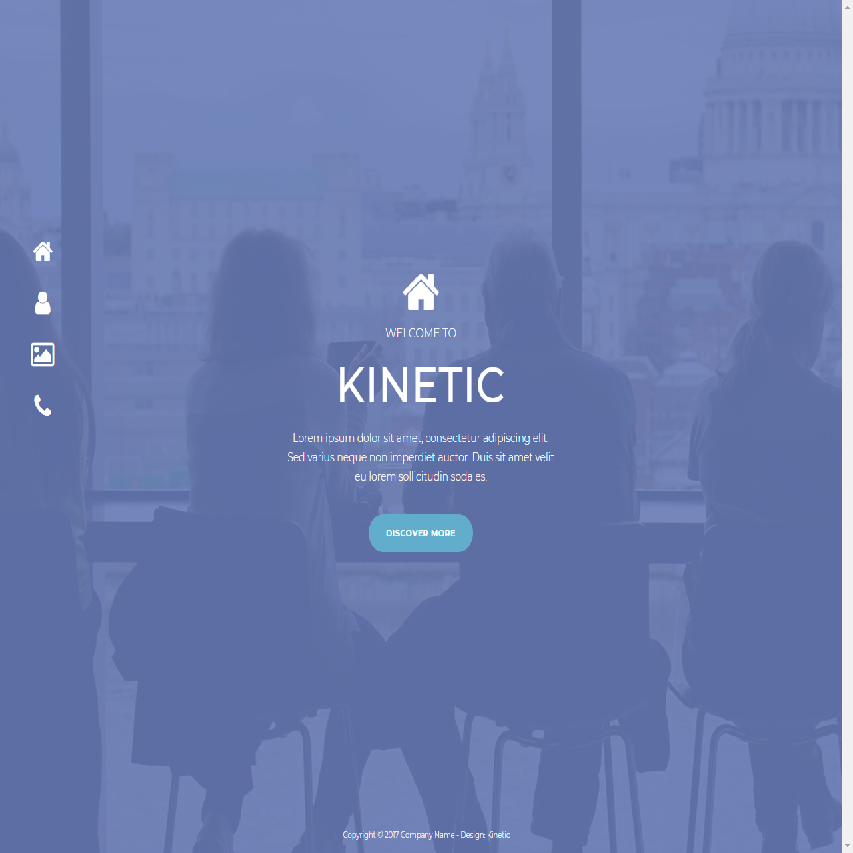 WELCOME TO
KINETIC
Lorem ipsum dolor sit amet, consectetur adipiscing elit.
Sed varius neque non imperdiet auctor. Duis sit amet velit
eu lorem sollicitudin sodales.
DISCOVER MORE
Copyright © 2017 Company Name - Design: Kinetic